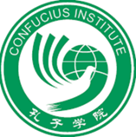 CONFUCIUS INSTITUTE
孔子学院